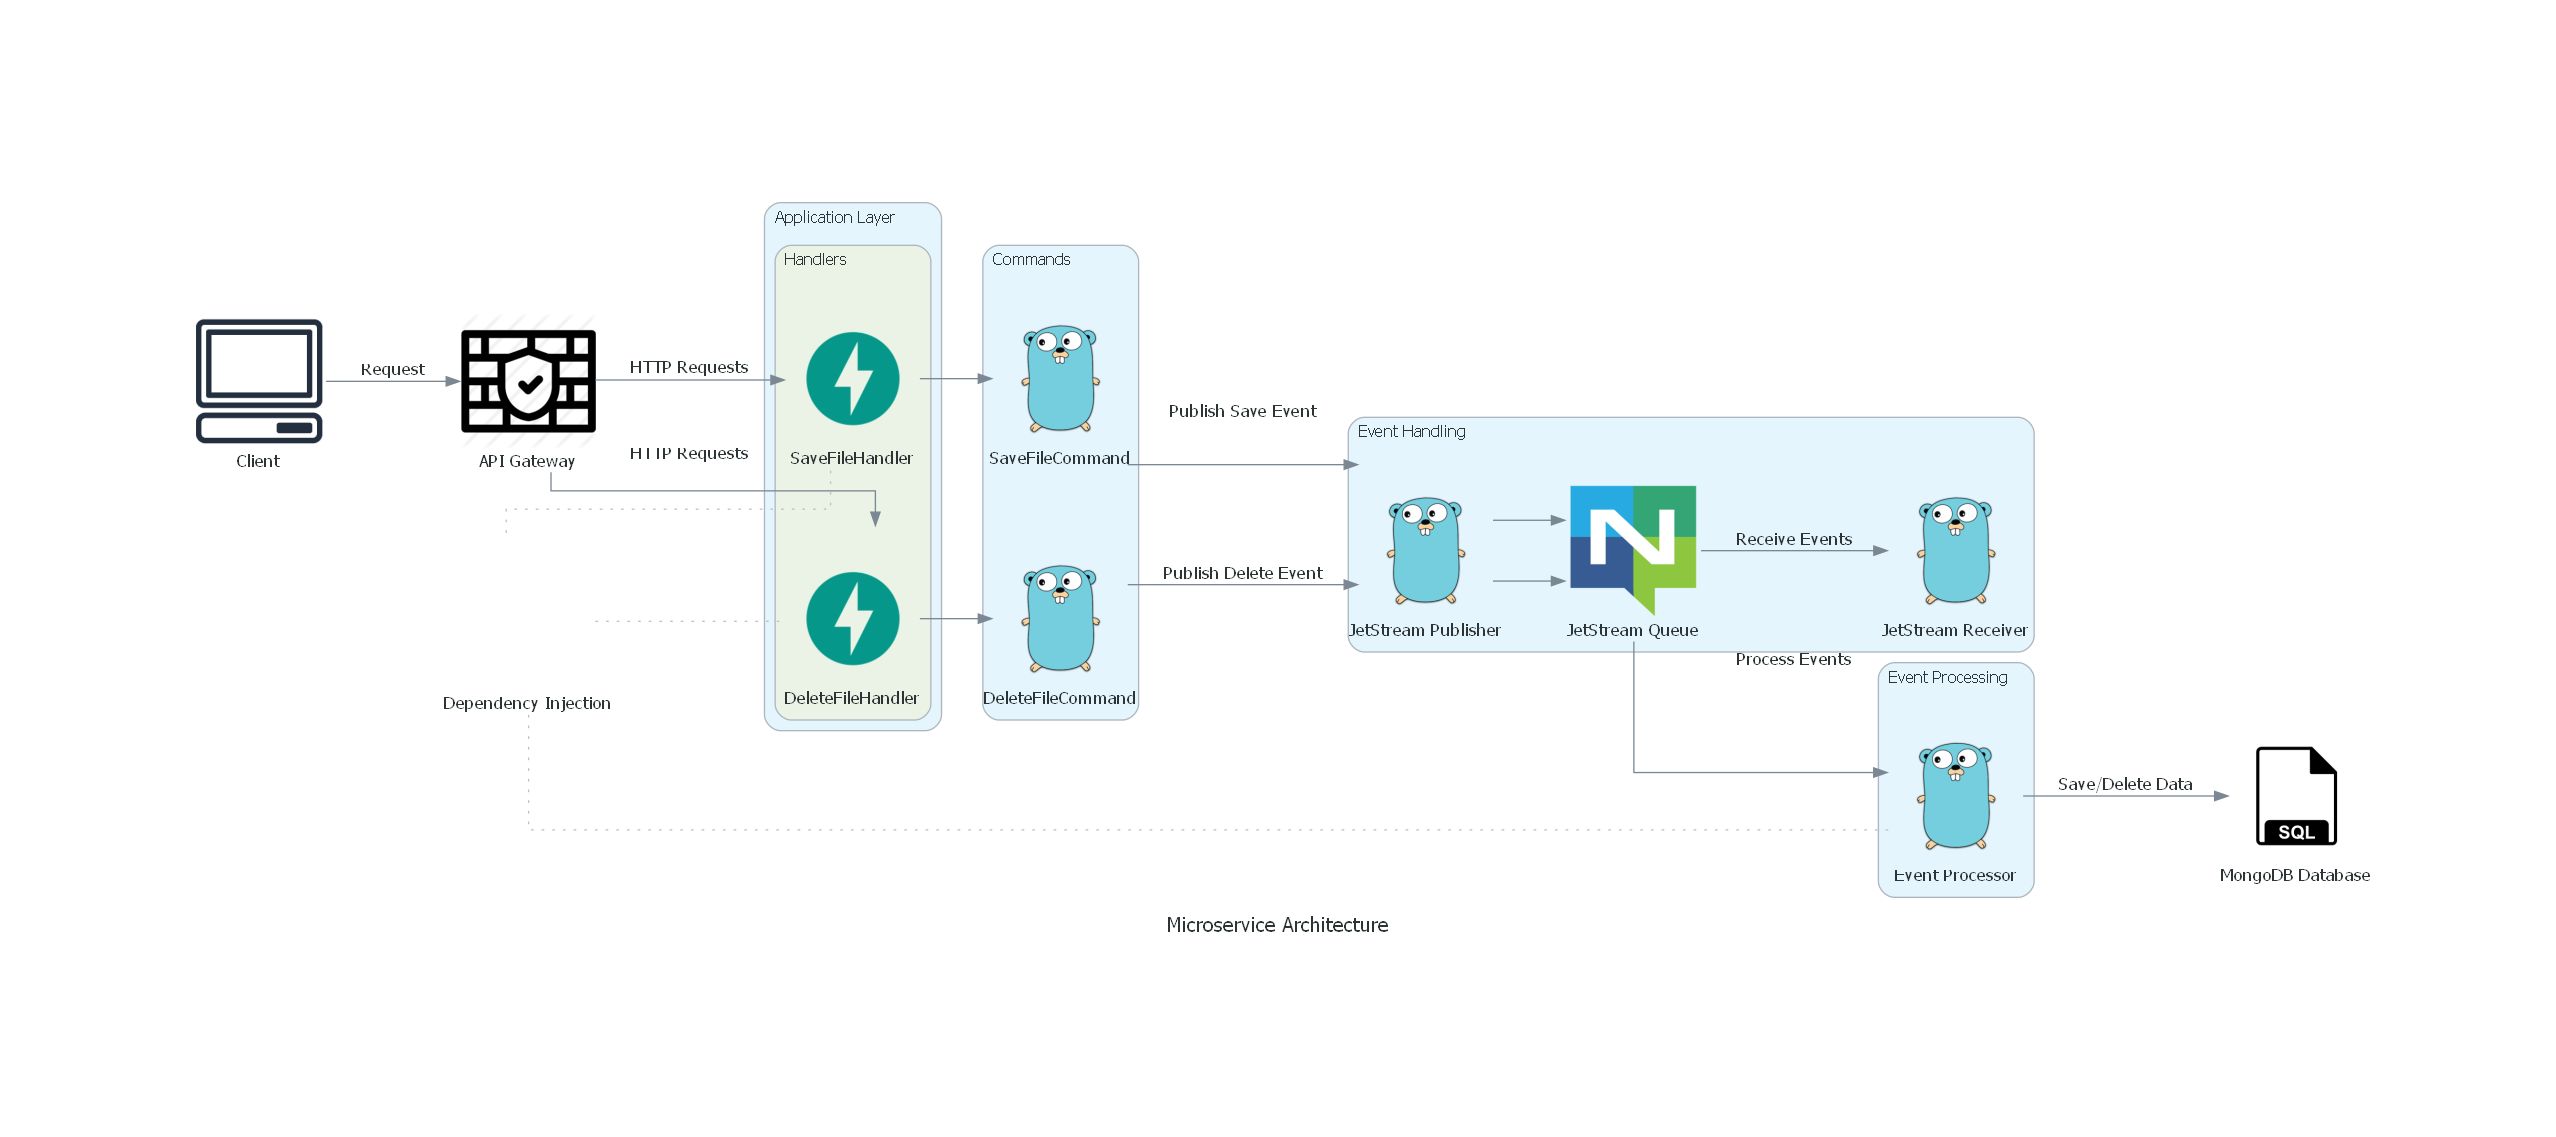 Application Layer
Handlers
Commands
Request
HTTP Requests
Publish Save Event
Event Handling
HTTP Requests
Client
API Gateway
SaveFileHandler
SaveFileCommand
Receive Events
Publish Delete Event
JetStream Publisher
JetStream Queue
JetStream Receiver
Process Events
Event Processing
DeleteFileHandler
DeleteFileCommand
Dependency Injection
Save/Delete Data
SQL
Event Processor
MongoDB Database
Microservice Architecture